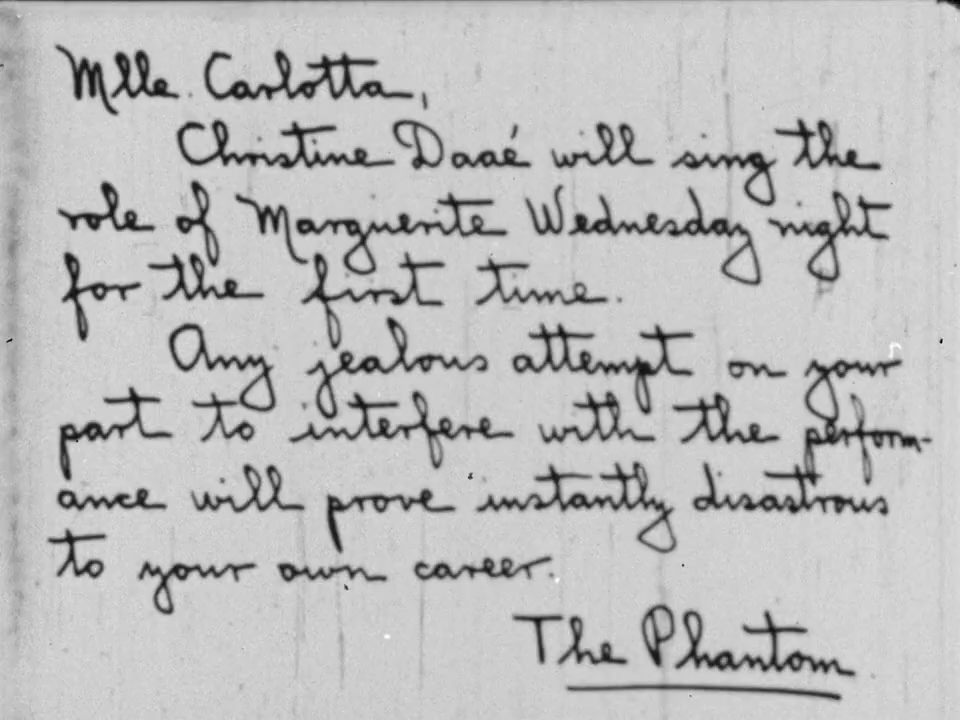 Mlle. Carlotta,
Christine Daaé will sing the
role of Marguerite Wednesday night
for the first time.
Any jealous attempt on your
part to interfere with the perform-
ance will prove instantly disastrous
to your own career.
The Phantom